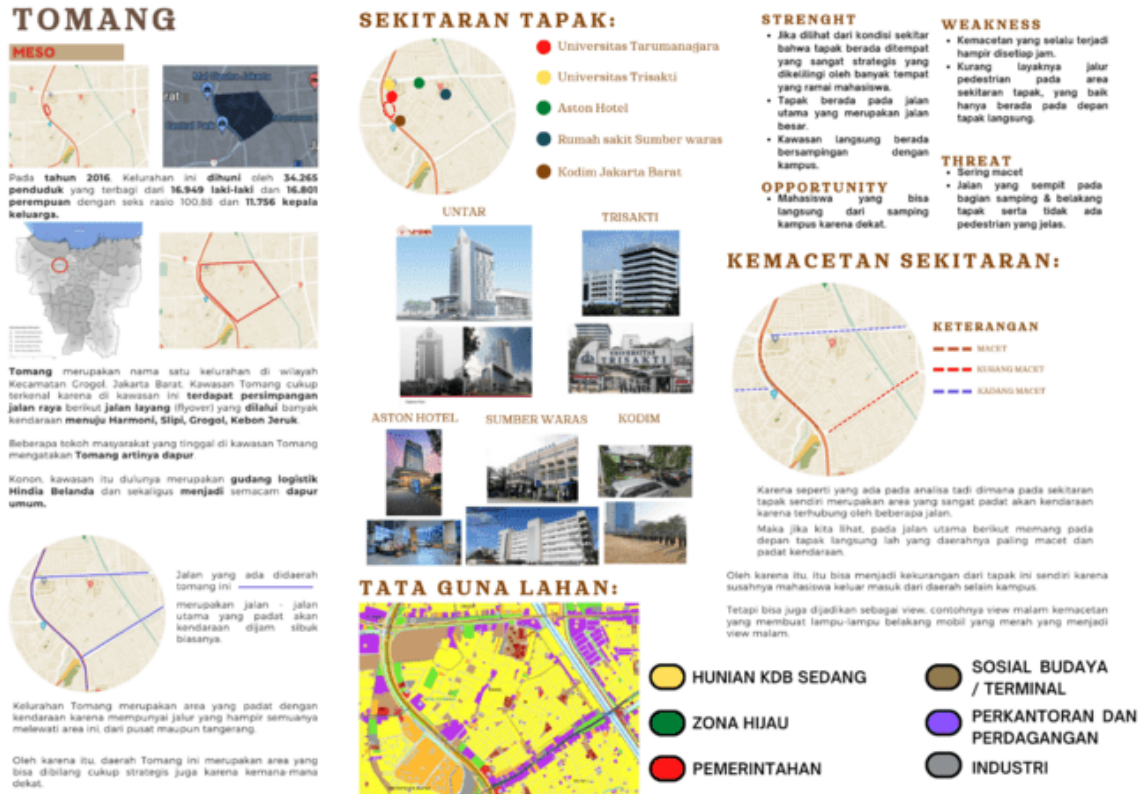 TOMANG
MESO
Mal Ciputra Jakarta
Central Park
Pada tahun 2016, Kelurahan ini dihuni oleh 34.265
penduduk yang terbagi dari 16.949 laki-laki dan 16.801
perempuan dengan seks rasio 100.88 dan 11.756 kepala
keluarga.
Tomang merupakan nama satu kelurahan di wilayah
Kecamatan Grogol, Jakarta Barat. Kawasan Tomang cukup
terkenal karena di kawasan ini terdapat persimpangan
jalan raya berikut jalan layang (flyover) yang dilalui banyak
kendaraan menuju Harmoni, Slipi, Grogol, Kebon Jeruk.
Beberapa tokoh masyarakat yang tinggal di kawasan Tomang
mengatakan Tomang artinya dapur
Konon, kawasan itu dulunya merupakan gudang logistik
Hindia Belanda dan sekaligus menjadi semacam dapur
umum.
Jalan yang ada didaerah
tomang ini
merupakan jalan - jalan
utama yang padat akan
kendaraan dijam sibuk
biasanya.
Kelurahan Tomang merupakan area yang padat dengan
kendaraan karena mempunyai jalur yang hampir semuanya
melewati area ini, dari pusat maupun tangerang.
Oleh karena itu, daerah Tomang ini merupakan area yang
bisa dibilang cukup strategis juga karena kemana-mana
dekat.
SEKITARAN TAPAK:
Universitas Tarumanagara
Universitas Trisakti
Aston Hotel
Rumah sakit Sumber waras
Kodim Jakarta Barat
UNTAR
TRISAKTI
UNIVERSITAS
TRISAKTI
ASTON HOTEL
SUMBER WARAS
KODIM
TATA GUNA LAHAN:
STRENGHT
• Jika dilihat dari kondisi sekitar
bahwa tapak berada ditempat
yang sangat strategis yang
dikelilingi oleh banyak tempat
yang ramai mahasiswa.
• Tapak berada pada jalan
utama yang merupakan jalan
besar.
• Kawasan langsung berada
bersampingan dengan
kampus.
OPPORTUNITY
• Mahasiswa yang bisa
langsung dari samping
kampus karena dekat.
WEAKNESS
• Kemacetan yang selalu terjadi
hampir disetiap jam.
• Kurang layaknya jalur
pedestrian pada area
sekitaran tapak, yang baik
hanya berada pada depan
tapak langsung.
THREAT
• Sering macet
• Jalan yang sempit pada
bagian samping & belakang
tapak serta tidak ada
pedestrian yang jelas.
KEMACETAN SEKITARAN:
KETERANGAN
MACET
KURANG MACET
KADANG MACET
Karena seperti yang ada pada analisa tadi dimana pada sekitaran
tapak sendiri merupakan area yang sangat padat akan kendaraan
karena terhubung oleh beberapa jalan.
Maka jika kita lihat, pada jalan utama berikut memang pada
depan tapak langsung lah yang daerahnya paling macet dan
padat kendaraan.
Oleh karena itu, itu bisa menjadi kekurangan dari tapak ini sendiri karena
susahnya mahasiswa keluar masuk dari daerah selain kampus.
Tetapi bisa juga dijadikan sebagai view, contohnya view malam kemacetan
yang membuat lampu-lampu belakang mobil yang merah yang menjadi
view malam.
HUNIAN KDB SEDANG
ZONA HIJAU
PEMERINTAHAN
SOSIAL BUDAYA
/ TERMINAL
PERKANTORAN DAN
PERDAGANGAN
INDUSTRI